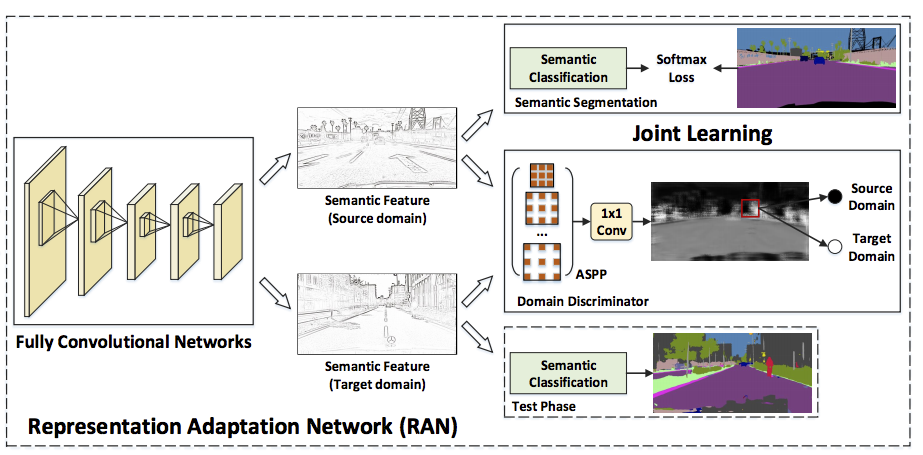 Fully Convolutional Networks
Semantic Feature
(Source domain)
Semantic Feature
(Target domain)
Semantic
Classification
Softmax
Loss
Semantic Segmentation
Joint Learning
...
ASPP
1x1
Conv
Source
Domain
Target
Domain
Domain Discriminator
Semantic
Classification
Test Phase
Representation Adaptation Network (RAN)